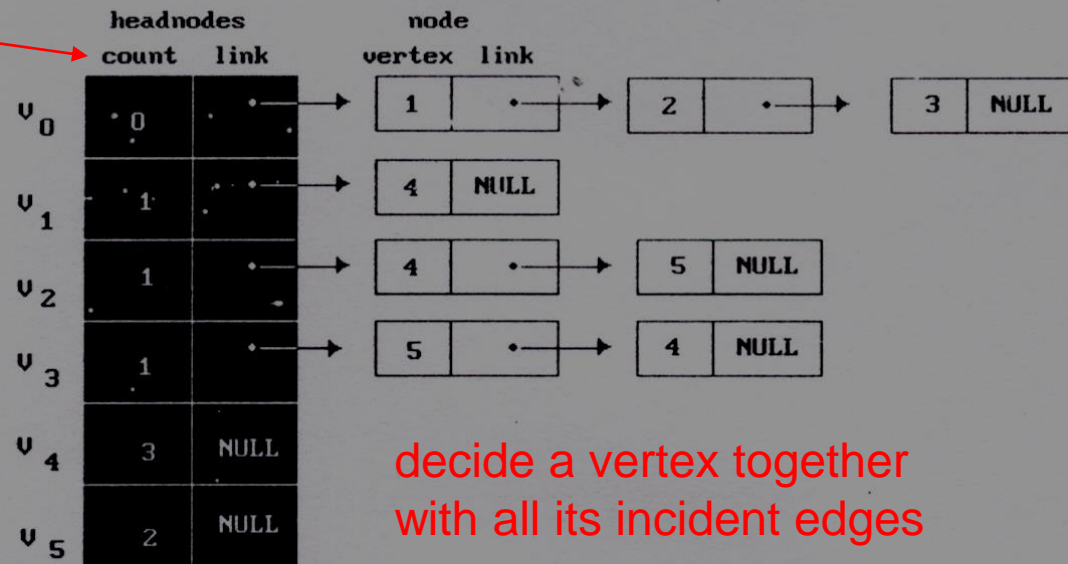 headnodes node
count link vertex link
V0 0 1 2 3 NULL
V1 1 4 NULL
V2 1 4 5 NULL
V3 1 5 4 NULL
V4 3 NULL
V5 2 NULL
decide a vertex together
with all its incident edges